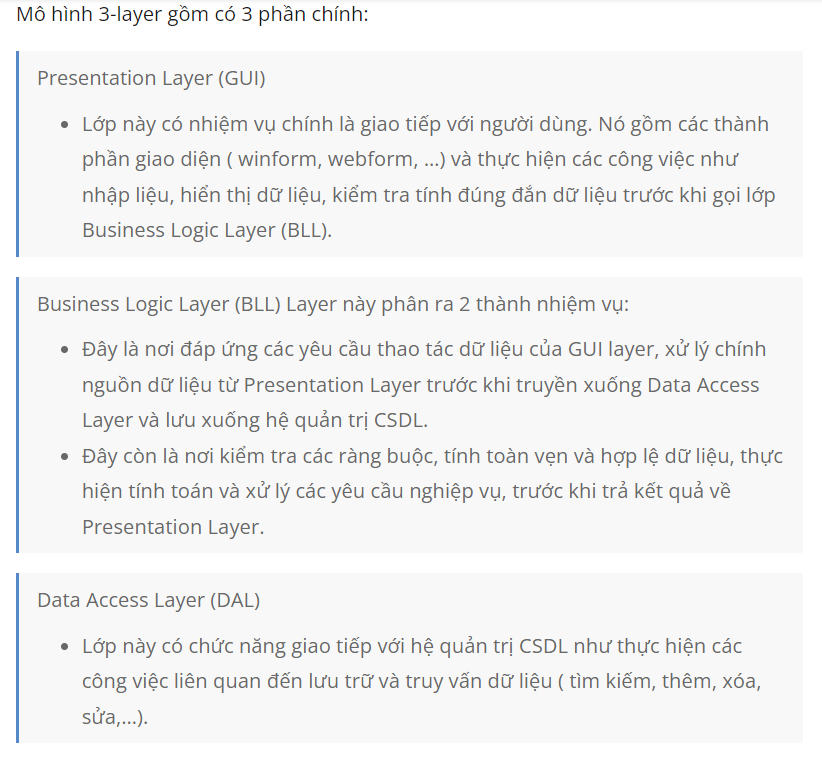 Mô hình 3-layer gồm có 3 phần chính:
Presentation Layer (GUI)
• Lớp này có nhiệm vụ chính là giao tiếp với người dùng. Nó gồm các thành
phần giao diện ( winform, webform, ...) và thực hiện các công việc như
nhập liệu, hiển thị dữ liệu, kiểm tra tính đúng đắn dữ liệu trước khi gọi lớp
Business Logic Layer (BLL).
Business Logic Layer (BLL) Layer này phân ra 2 thành nhiệm vụ:
• Đây là nơi đáp ứng các yêu cầu thao tác dữ liệu của GUI layer, xử lý chính
nguồn dữ liệu từ Presentation Layer trước khi truyền xuống Data Access
Layer và lưu xuống hệ quản trị CSDL.
• Đây còn là nơi kiểm tra các ràng buộc, tính toàn vẹn và hợp lệ dữ liệu, thực
hiện tính toán và xử lý các yêu cầu nghiệp vụ, trước khi trả kết quả về
Presentation Layer.
Data Access Layer (DAL)
• Lớp này có chức năng giao tiếp với hệ quản trị CSDL như thực hiện các
công việc liên quan đến lưu trữ và truy vấn dữ liệu ( tìm kiếm, thêm, xóa,
sửa,...).